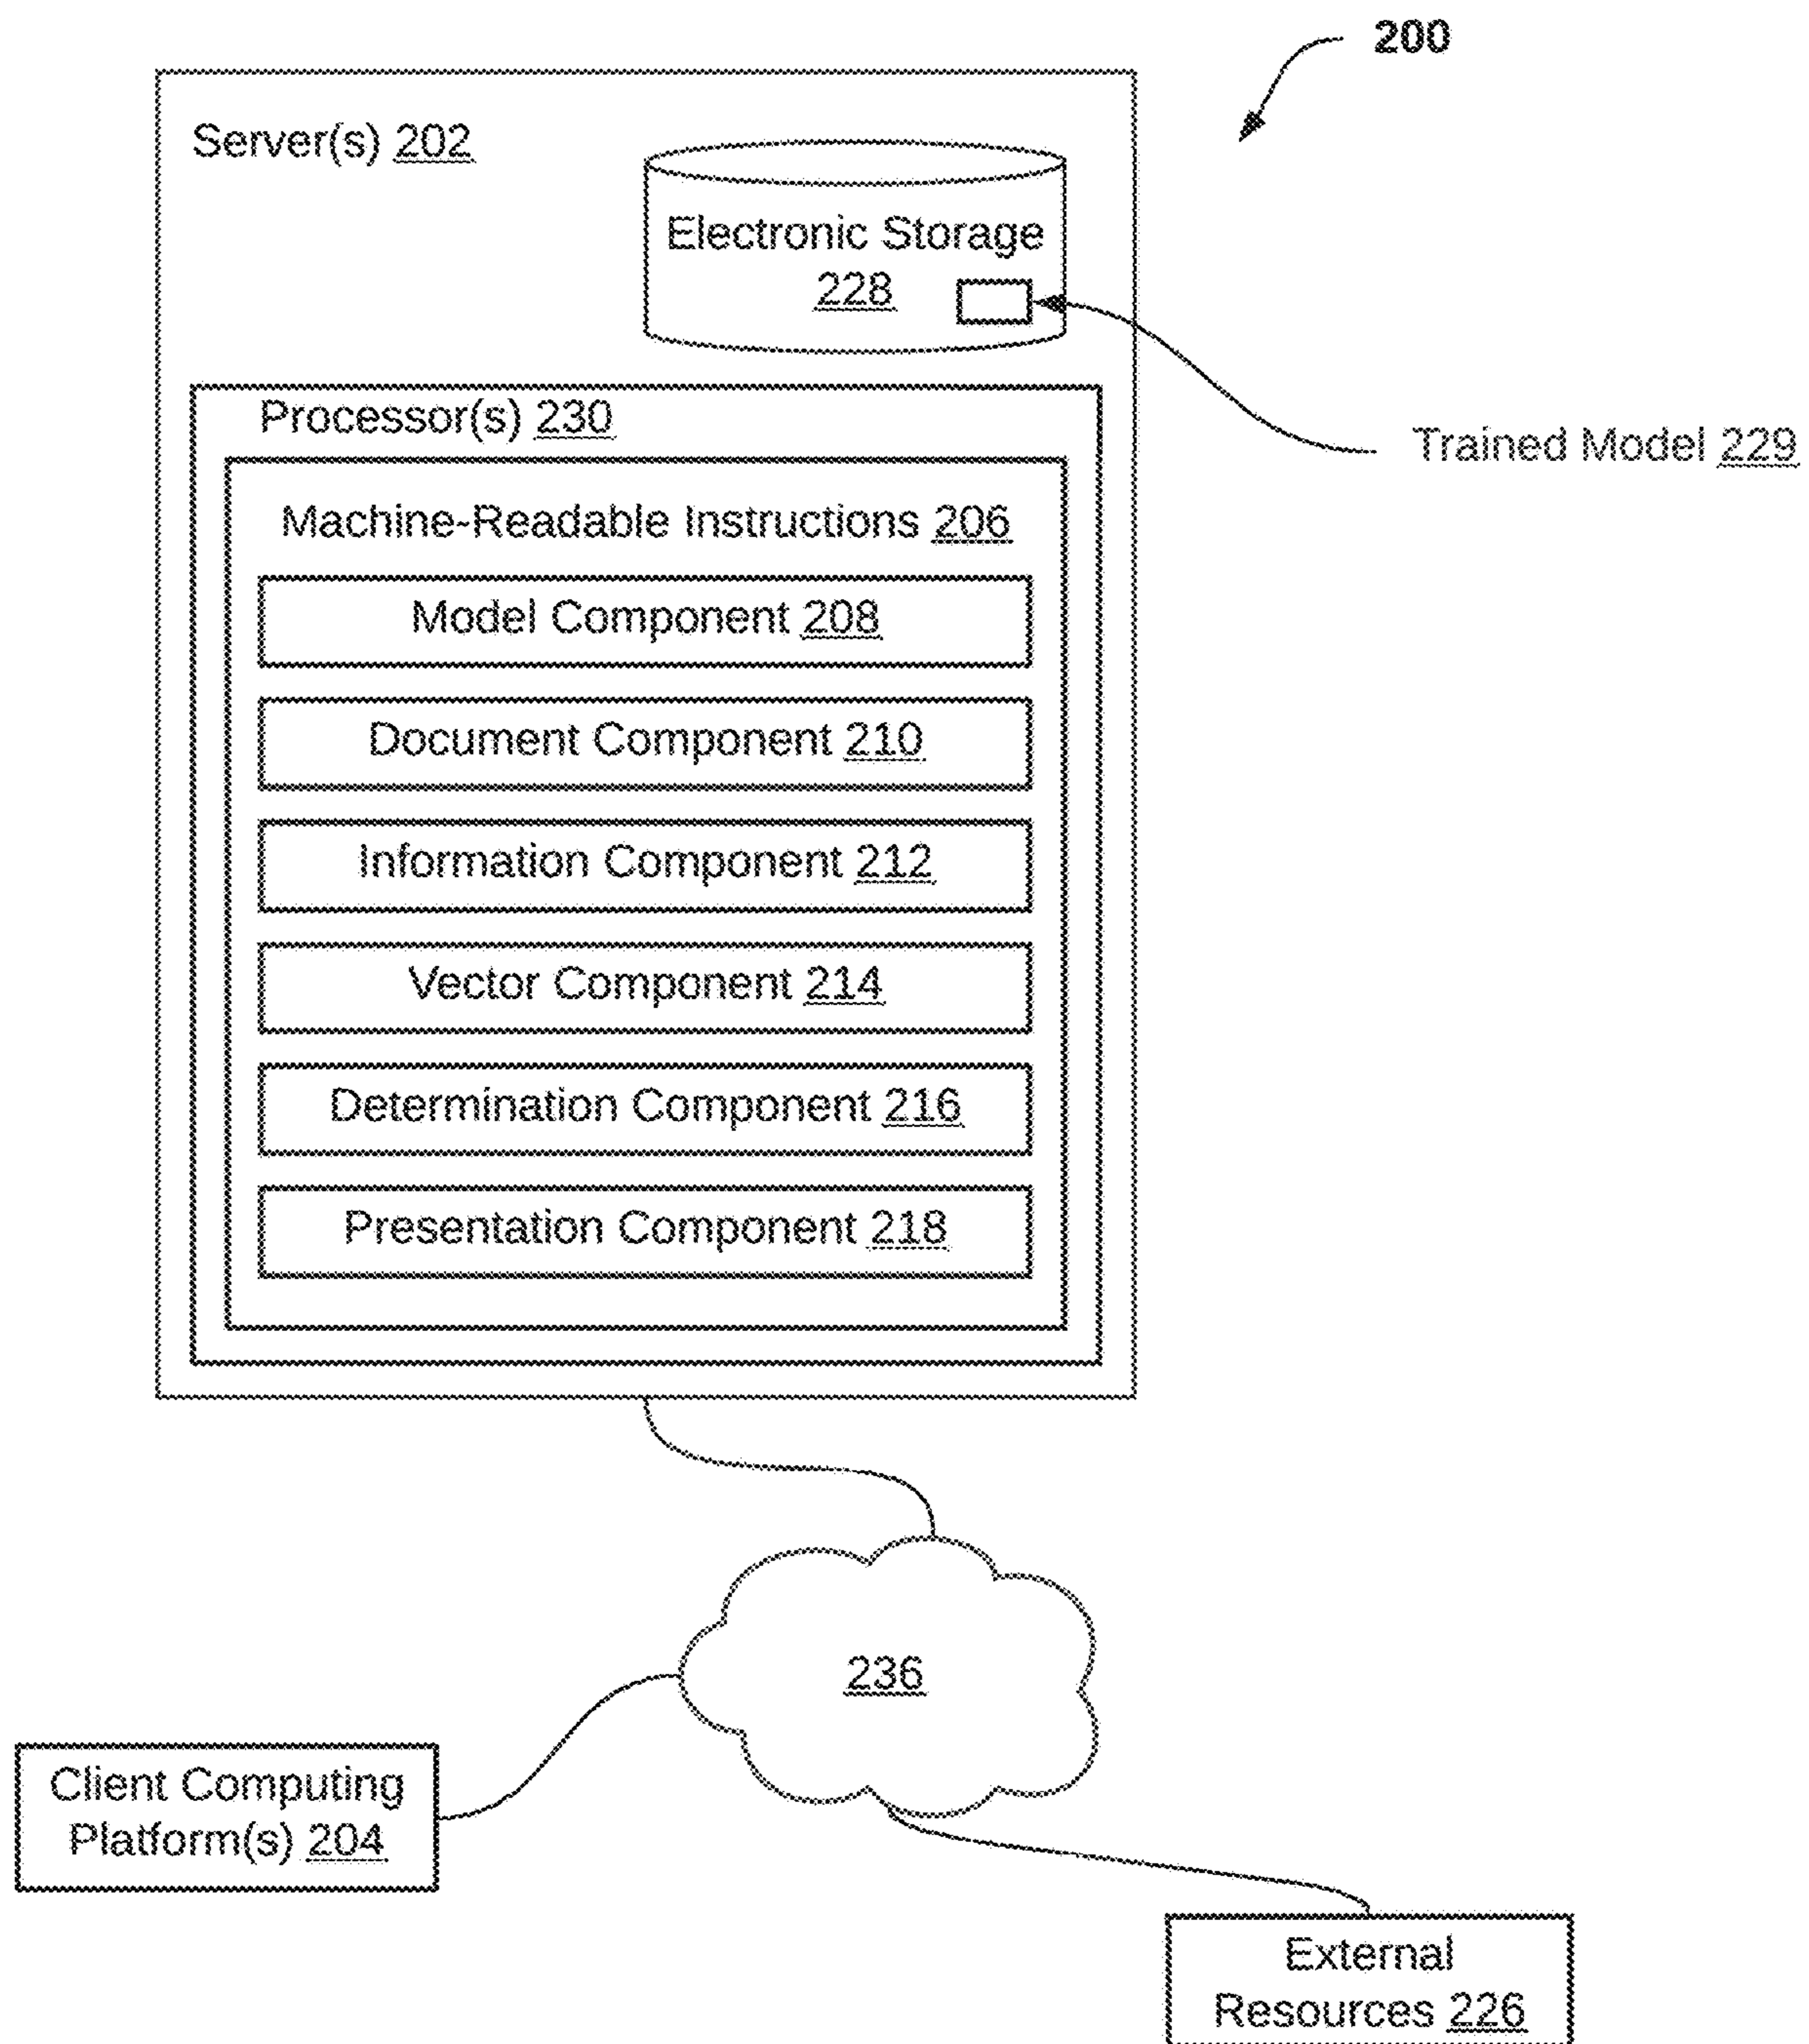 200
Server(s) 202
Electronic Storage
228
Processor(s) 230
Trained Model 229
Machine-Readable Instructions 206
Model Component 208
Document Component 210
Information Component 212
Vector Component 214
Determination Component 216
Presentation Component 218
236
Client Computing
Platform(s) 204
External
Resources 226